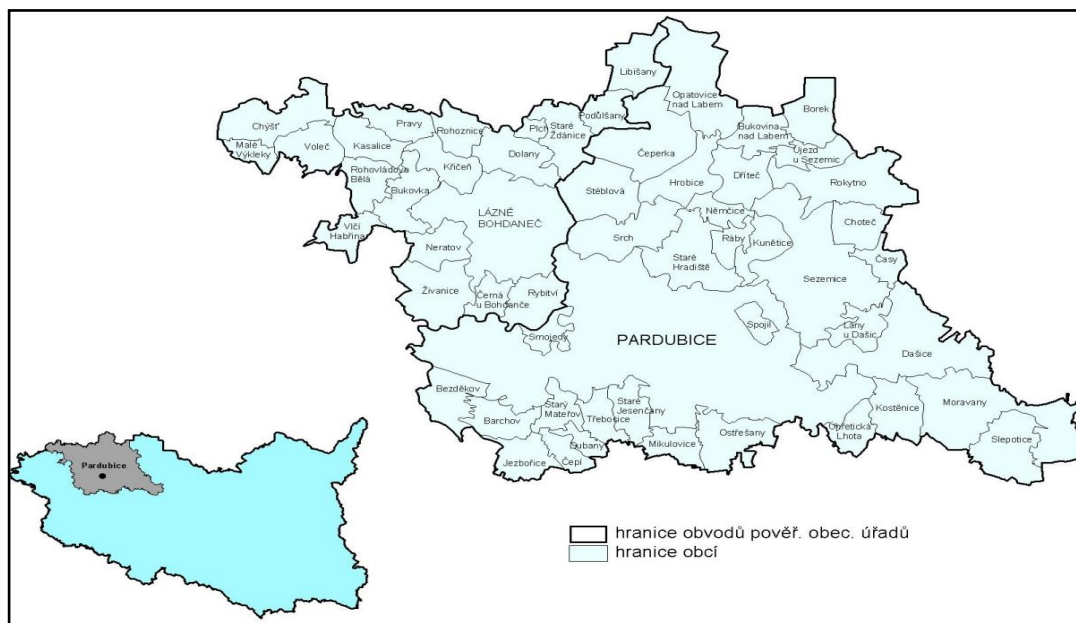 Libišany
Opatovice
nad Labem
Borek
Podůlšany
Bukovina
nad Labem
Chýšť
Pravy
Rohoznice
Plch
Staré
Ždánice
Újezd
u Sezemic
Malé
Výkleky
Voleč
Kasalice
Dolany
Čeperka
Rohovládova
Bělá
Křičeň
Dříteč
Rokytno
Bukovka
Stéblová
Hrobice
LÁZNĚ
BOHDANEČ
Němčice
Choteč
Vlčí
Habřina
Srch
Ráby
Kunětice
Neratov
Staré
Hradiště
Časy
Sezemice
Živanice
Černá
u Bohdanče
Rybitví
Spojil
Lány
u Dašic
Srnojedy
PARDUBICE
Dašice
Bezděkov
Barchov
Starý
Mateřov
Třebosice
Staré
Jesenčany
Kostěnice
Moravany
Mikulovice
Ostřešany
Úhřetická
Lhota
Slepotice
Dubany
Jezbořice
Čepí
Pardubice
hranice obvodů pověř. obec. úřadů
hranice obcí